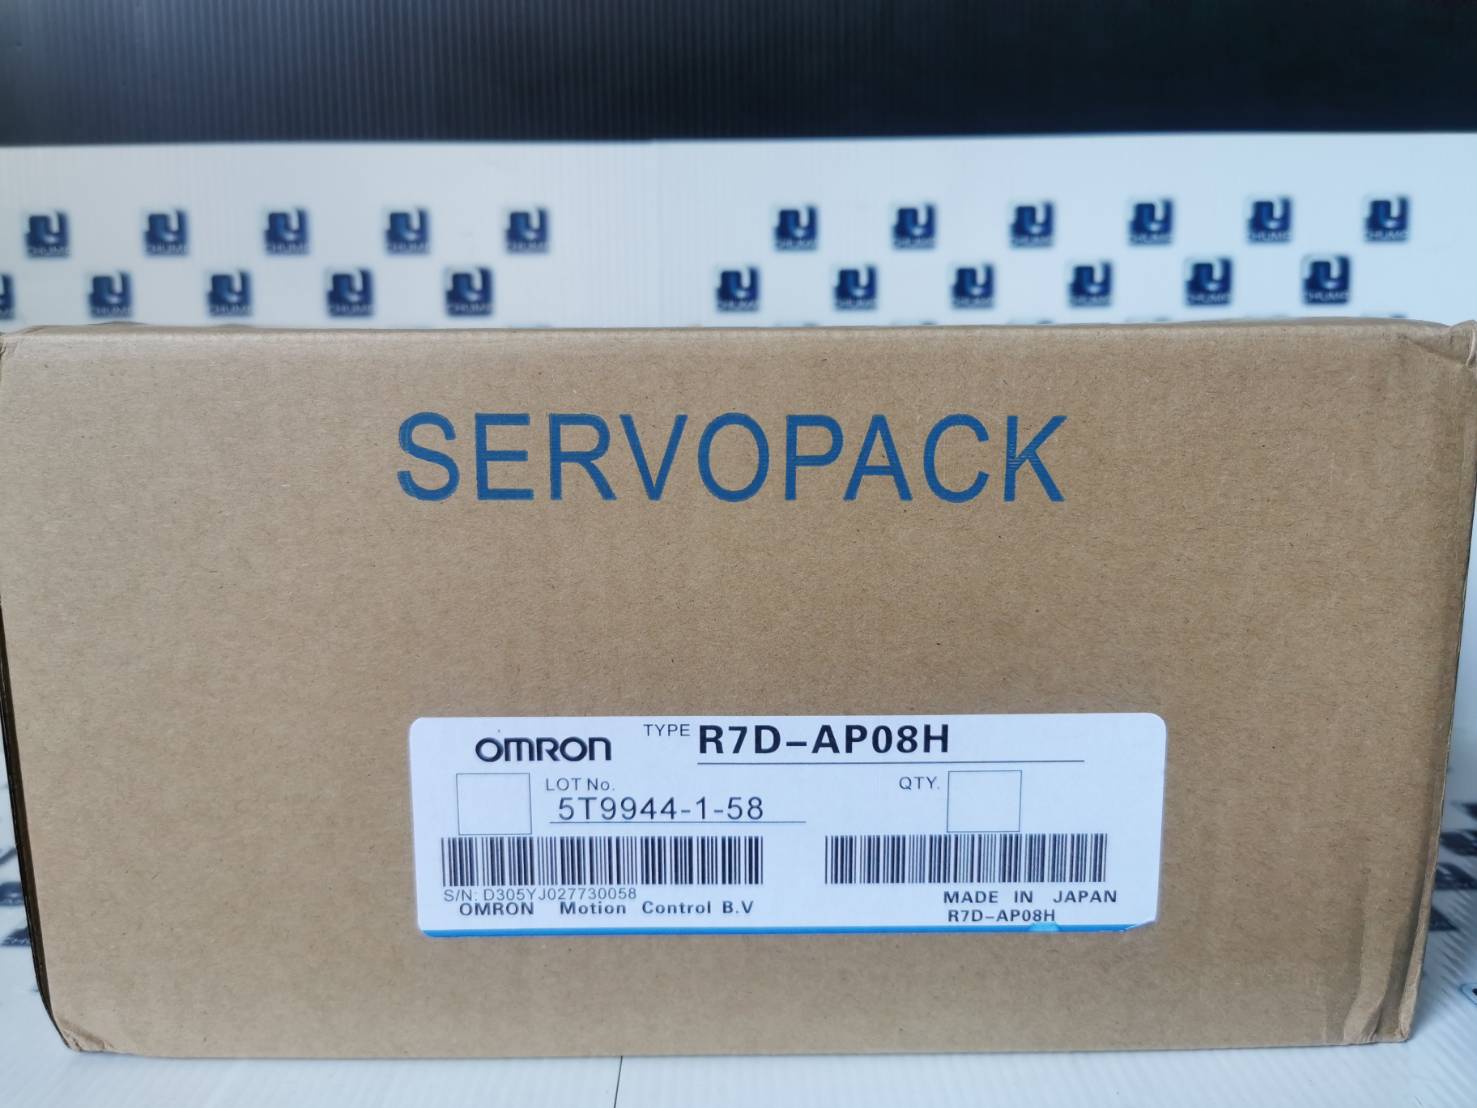 SERVOPACK
OMRON TYPE R7D-AP08H
LOT No. QTY.
5T9944-1-58
S/N: D305YJ027730058
OMRON Motion Control B.V
MADE IN JAPAN
R7D-AP08H